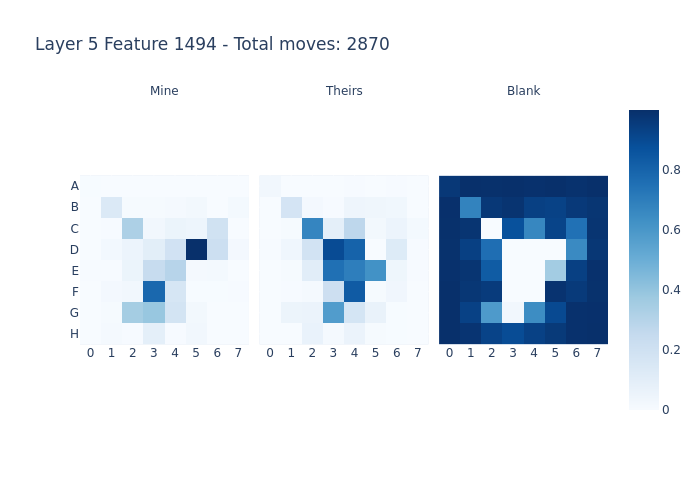 Layer 5 Feature 1494 - Total moves: 2870
Mine Theirs Blank
A
B
C
D
E
F
G
H
0 1 2 3 4 5 6 7 0 1 2 3 4 5 6 7 0 1 2 3 4 5 6 7
0.8
0.6
0.4
0.2
0